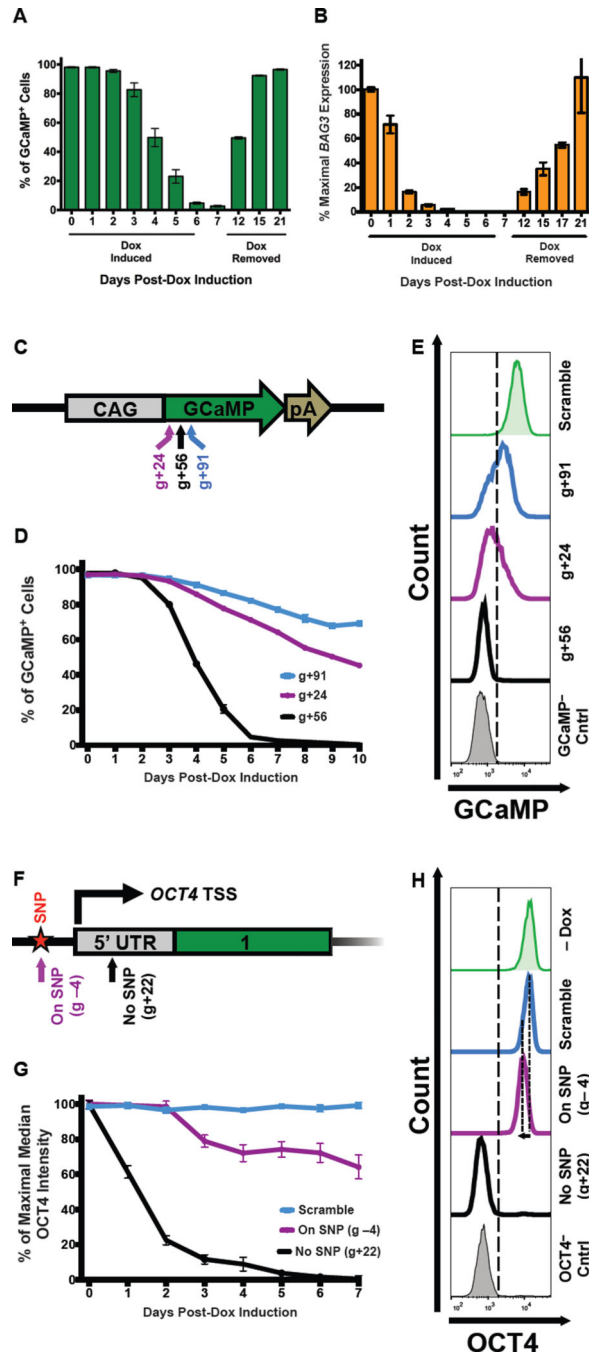 A
% of GCaMP+ Cells
100
80
60
40
20
0
0 1 2 3 4 5 6 7 12 15 21
Dox Induced
Dox Removed
Days Post-Dox Induction
B
% Maximal BAG3 Expression
120
100
80
60
40
20
0
0 1 2 3 4 5 6 7 12 15 17 21
Dox Induced
Dox Removed
Days Post-Dox Induction
C
CAG GCaMP pA
g+24
g+56
g+91
D
% of GCaMP+ Cells
100
80
60
40
20
0
g+91
g+24
g+56
0 1 2 3 4 5 6 7 8 9 10
Days Post-Dox Induction
E
Count
Scramble
g+91
g+24
g+56
GCaMP− Cntrl
10² 10³ 10⁴
GCaMP
F
SNP
OCT4 TSS
5' UTR 1
On SNP (g −4)
No SNP (g+22)
G
% of Maximal Median OCT4 Intensity
100
80
60
40
20
0
Scramble
On SNP (g −4)
No SNP (g+22)
0 1 2 3 4 5 6 7
Days Post-Dox Induction
H
Count
− Dox
Scramble
On SNP (g− 4)
No SNP (g+22)
OCT4− Cntrl
10² 10³ 10⁴
OCT4